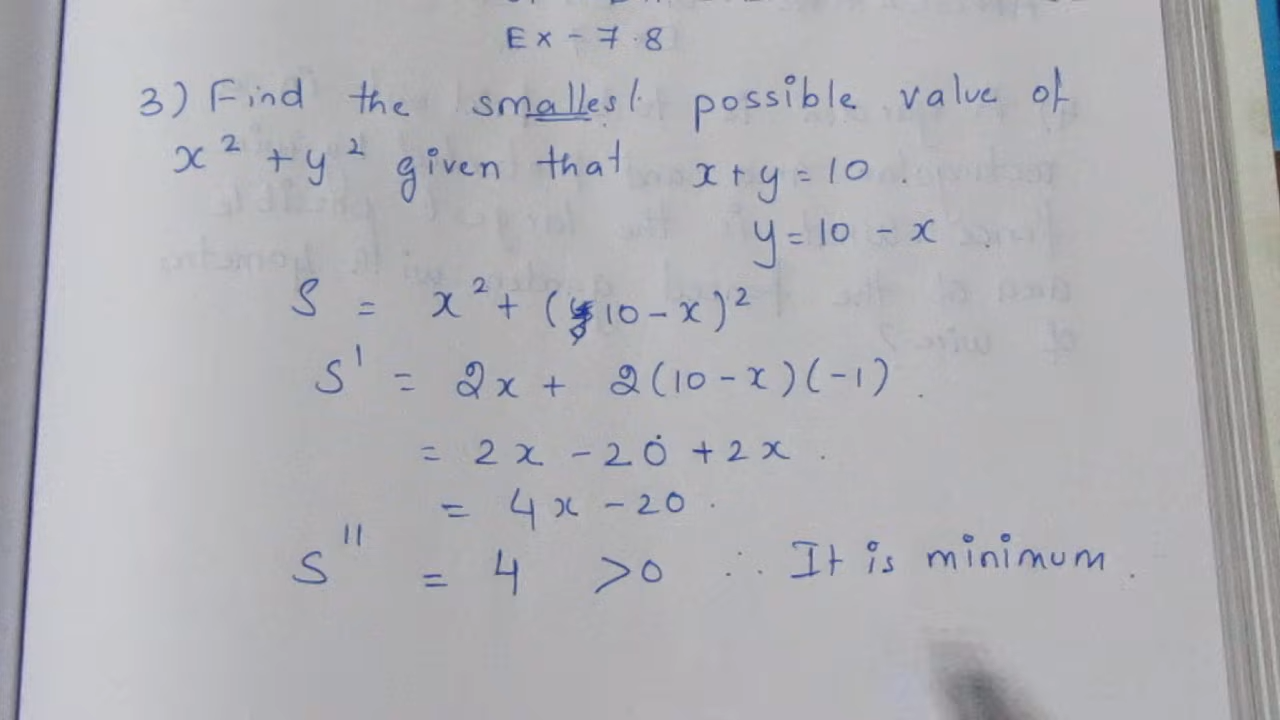 Ex - 7.8
3) Find the smallest possible value of
x² + y² given that x + y = 10.
y = 10 - x
S = x² + (10 - x)²
S' = 2x + 2(10 - x)(-1)
= 2x - 20 + 2x
= 4x - 20.
S'' = 4 > 0 ∴ It is minimum.